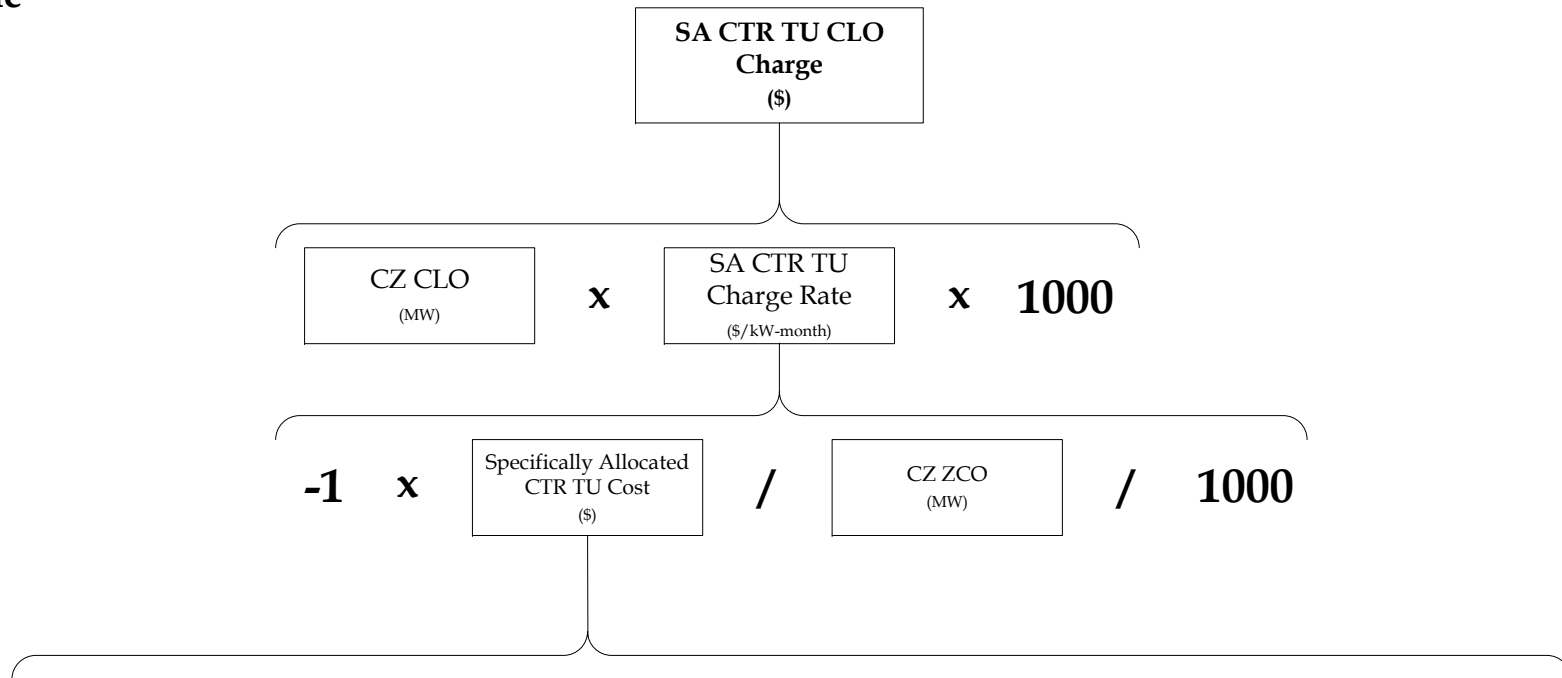 SA CTR TU CLO
Charge
($)
CZ CLO
(MW)
x
SA CTR TU
Charge Rate
($/kW-month)
x
1000
-1
x
Specifically Allocated
CTR TU Cost
($)
/
CZ ZCO
(MW)
/
1000